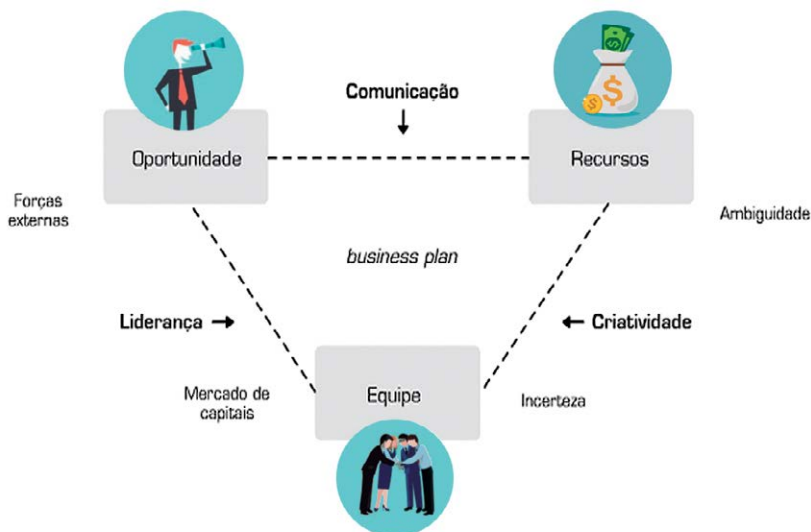 Comunicação
Oportunidade
Recursos
Forças
externas
Ambiguidade
business plan
Liderança
Criatividade
Mercado de
capitais
Equipe
Incerteza